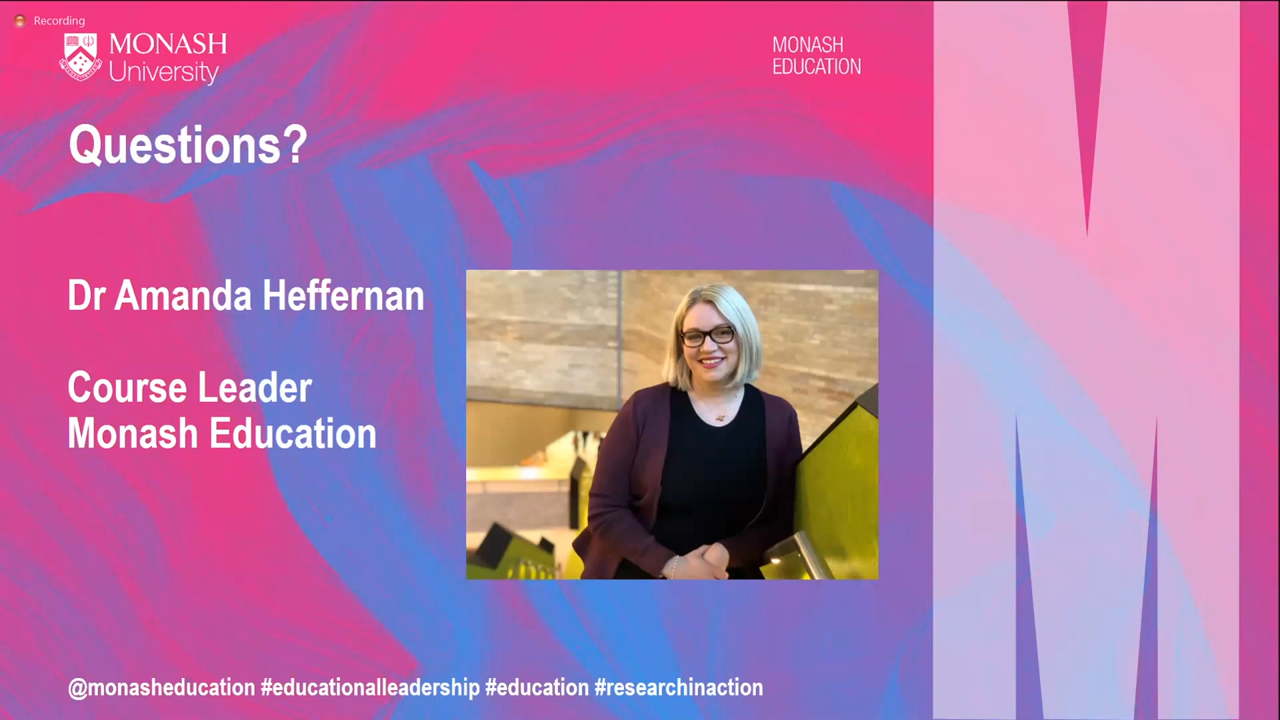 Recording
MONASH
University
MONASH
EDUCATION
Questions?
Dr Amanda Heffernan
Course Leader
Monash Education
@monasheducation #educationalleadership #education #researchinaction